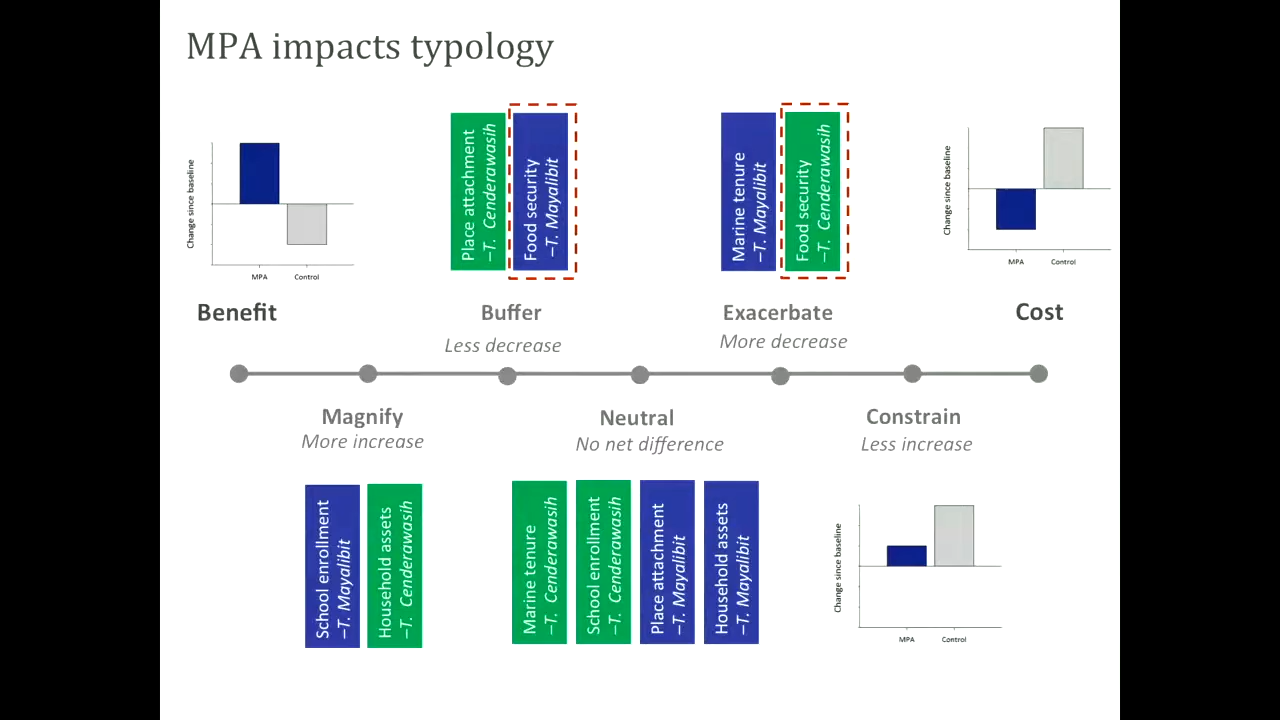 MPA impacts typology
Change since baseline
MPA
Control
Place attachment
–T. Cenderawasih
Food security
–T. Mayalibit
Marine tenure
–T. Mayalibit
Food security
–T. Cenderawasih
Change since baseline
MPA
Control
Benefit
Buffer
Less decrease
Exacerbate
More decrease
Cost
Magnify
More increase
Neutral
No net difference
Constrain
Less increase
School enrollment
–T. Mayalibit
Household assets
–T. Cenderawasih
Marine tenure
–T. Cenderawasih
School enrollment
–T. Cenderawasih
Place attachment
–T. Mayalibit
Household assets
–T. Mayalibit
Change since baseline
MPA
Control